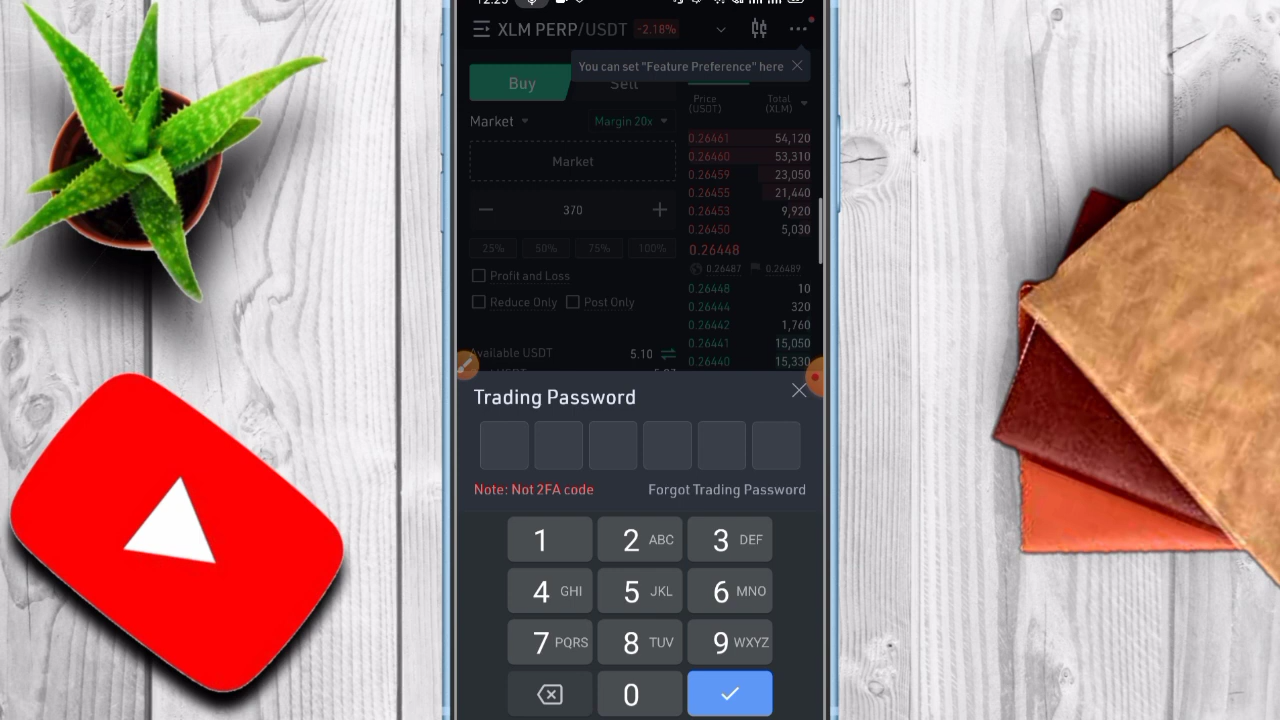 12:25
XLM PERP/USDT -2.18%
You can set "Feature Preference" here
Buy
Sell
Price (USDT)
Total (XLM)
Market
Margin 20x
0.26461 54,120
Market
0.26460 53,310
0.26459 23,050
0.26455 21,440
370
0.26453 9,920
0.26450 5,030
25% 50% 75% 100%
0.26448
Profit and Loss
0.26487 0.26489
0.26448 10
Reduce Only Post Only
0.26444 320
0.26442 1,760
0.26441 15,050
Available USDT 5.10
0.26440 15,330
Trading Password
Note: Not 2FA code
Forgot Trading Password
1
2 ABC
3 DEF
4 GHI
5 JKL
6 MNO
7 PQRS
8 TUV
9 WXYZ
0